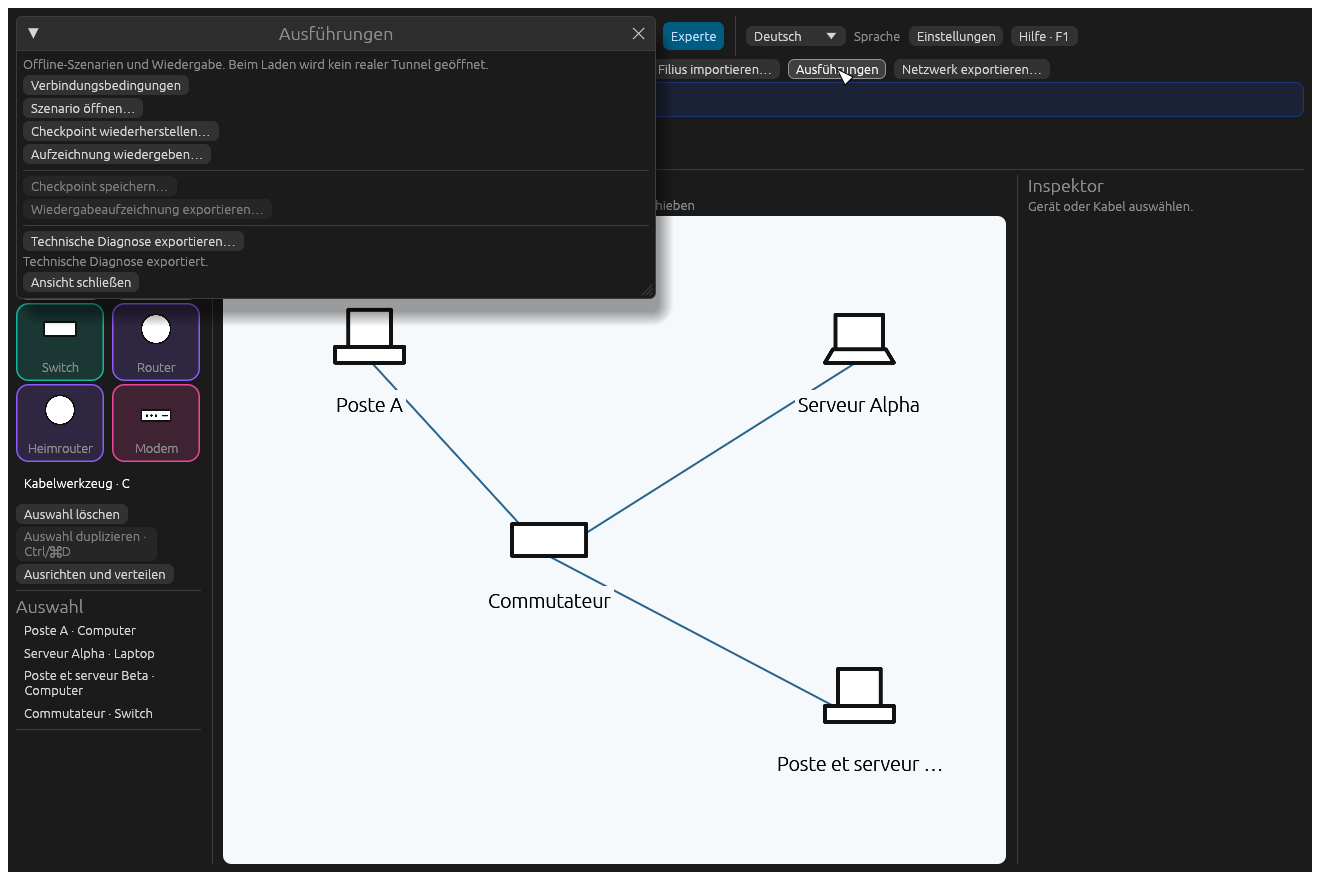 Ausführungen
Experte
Deutsch
Sprache
Einstellungen
Hilfe · F1
Offline-Szenarien und Wiedergabe. Beim Laden wird kein realer Tunnel geöffnet.
Filius importieren…
Ausführungen
Netzwerk exportieren…
Verbindungsbedingungen
Szenario öffnen…
Checkpoint wiederherstellen…
Aufzeichnung wiedergeben…
Checkpoint speichern…
Wiedergabeaufzeichnung exportieren…
Technische Diagnose exportieren…
Technische Diagnose exportiert.
Ansicht schließen
hieben
Inspektor
Gerät oder Kabel auswählen.
Switch
Router
Heimrouter
Modem
Kabelwerkzeug · C
Auswahl löschen
Auswahl duplizieren ·
Ctrl/⌘D
Ausrichten und verteilen
Auswahl
Poste A · Computer
Serveur Alpha · Laptop
Poste et serveur Beta ·
Computer
Commutateur · Switch
Poste A
Serveur Alpha
Commutateur
Poste et serveur …